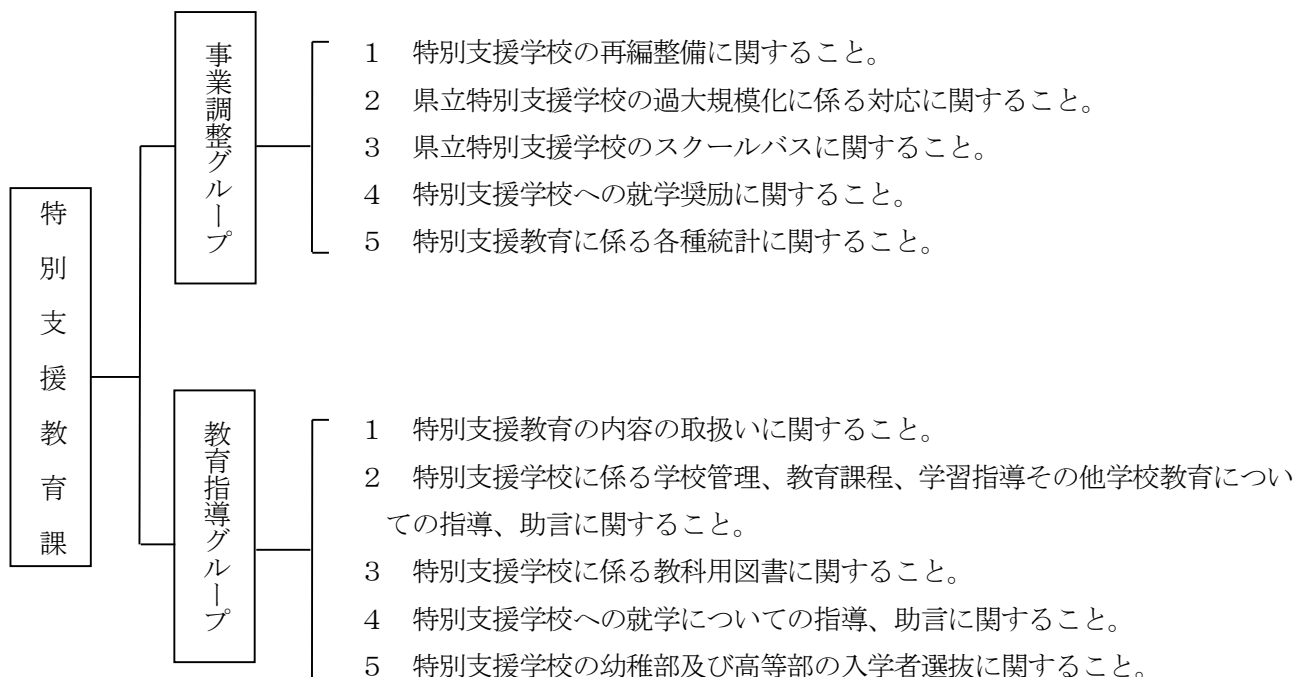 特別支援教育課
事業調整グループ
１　特別支援学校の再編整備に関すること。
２　県立特別支援学校の過大規模化に係る対応に関すること。
３　県立特別支援学校のスクールバスに関すること。
４　特別支援学校への就学奨励に関すること。
５　特別支援教育に係る各種統計に関すること。
教育指導グループ
１　特別支援教育の内容の取扱いに関すること。
２　特別支援学校に係る学校管理、教育課程、学習指導その他学校教育につい
ての指導、助言に関すること。
３　特別支援学校に係る教科用図書に関すること。
４　特別支援学校への就学についての指導、助言に関すること。
５　特別支援学校の幼稚部及び高等部の入学者選抜に関すること。